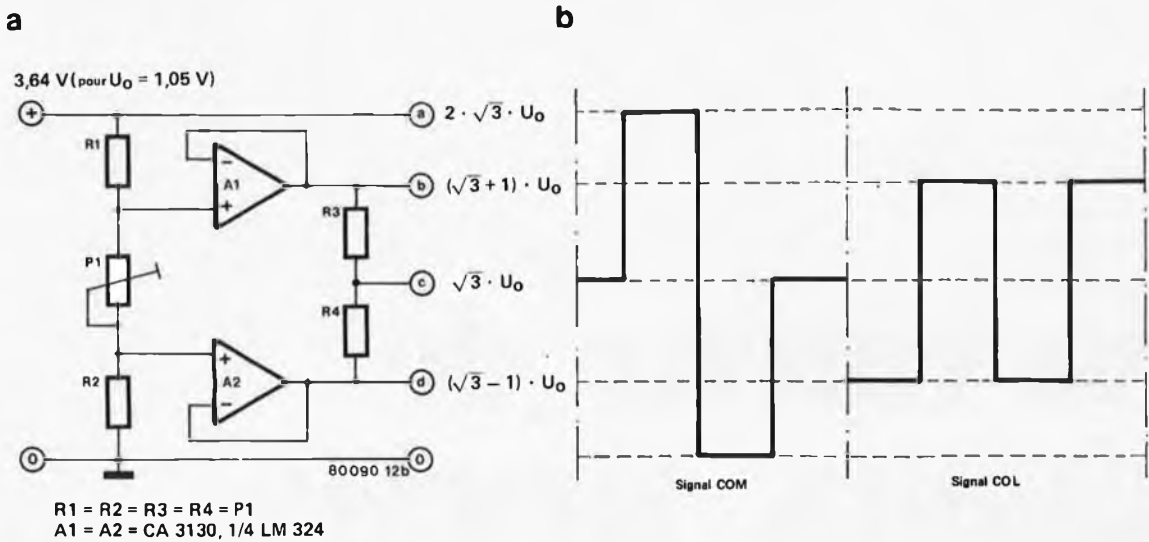 a
b
3,64 V (pour U₀ = 1,05 V)
+
R1
a 2 · √3 · U₀
−
A1
+
b (√3 + 1) · U₀
R3
P1
c √3 · U₀
R4
+
A2
−
R2
d (√3 − 1) · U₀
0
80090 12b
0
Signal COM
Signal COL
R1 = R2 = R3 = R4 = P1
A1 = A2 = CA 3130, 1/4 LM 324